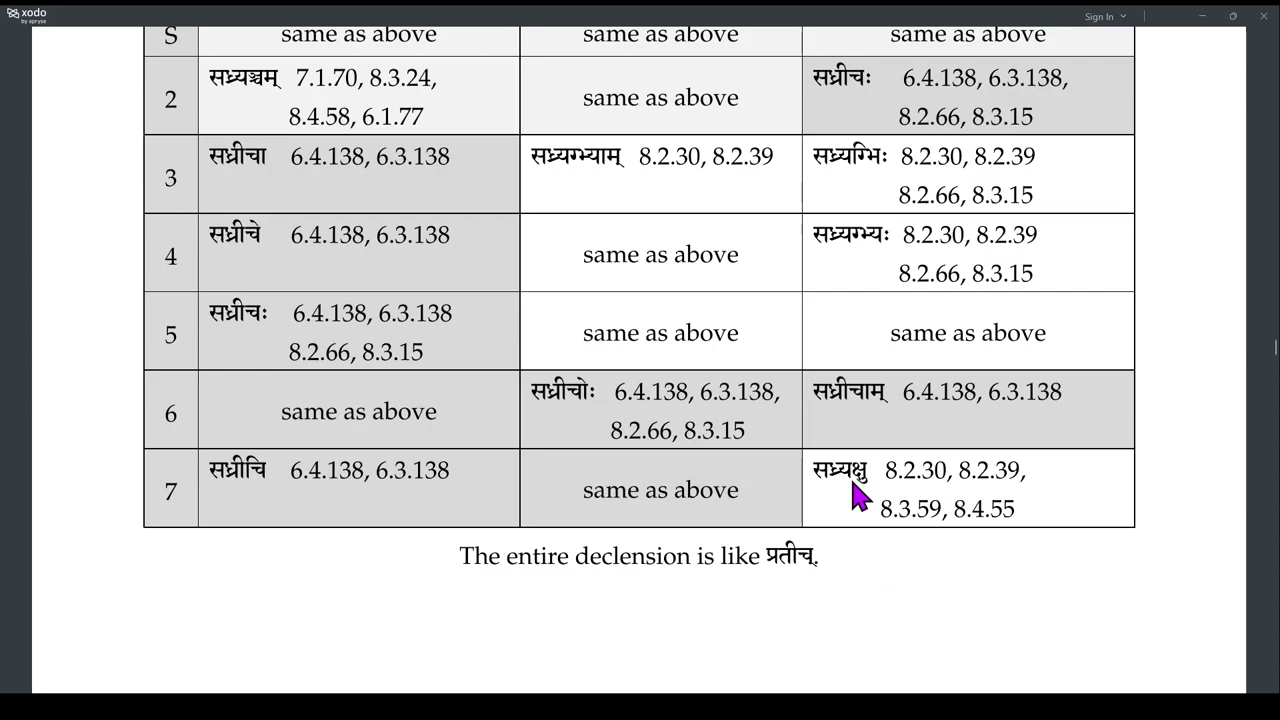 xodo
by apryse
Sign In
S same as above same as above same as above
2 सध्र्यञ्चम् 7.1.70, 8.3.24, same as above सध्रीचः 6.4.138, 6.3.138,
8.4.58, 6.1.77 8.2.66, 8.3.15
3 सध्रीचा 6.4.138, 6.3.138 सध्र्यग्भ्याम् 8.2.30, 8.2.39 सध्र्यग्भिः 8.2.30, 8.2.39
8.2.66, 8.3.15
4 सध्रीचे 6.4.138, 6.3.138 same as above सध्र्यग्भ्यः 8.2.30, 8.2.39
8.2.66, 8.3.15
5 सध्रीचः 6.4.138, 6.3.138 same as above same as above
8.2.66, 8.3.15
6 same as above सध्रीचोः 6.4.138, 6.3.138, सध्रीचाम् 6.4.138, 6.3.138
8.2.66, 8.3.15
7 सध्रीचि 6.4.138, 6.3.138 same as above सध्र्यक्षु 8.2.30, 8.2.39,
8.3.59, 8.4.55
The entire declension is like प्रतीच्.